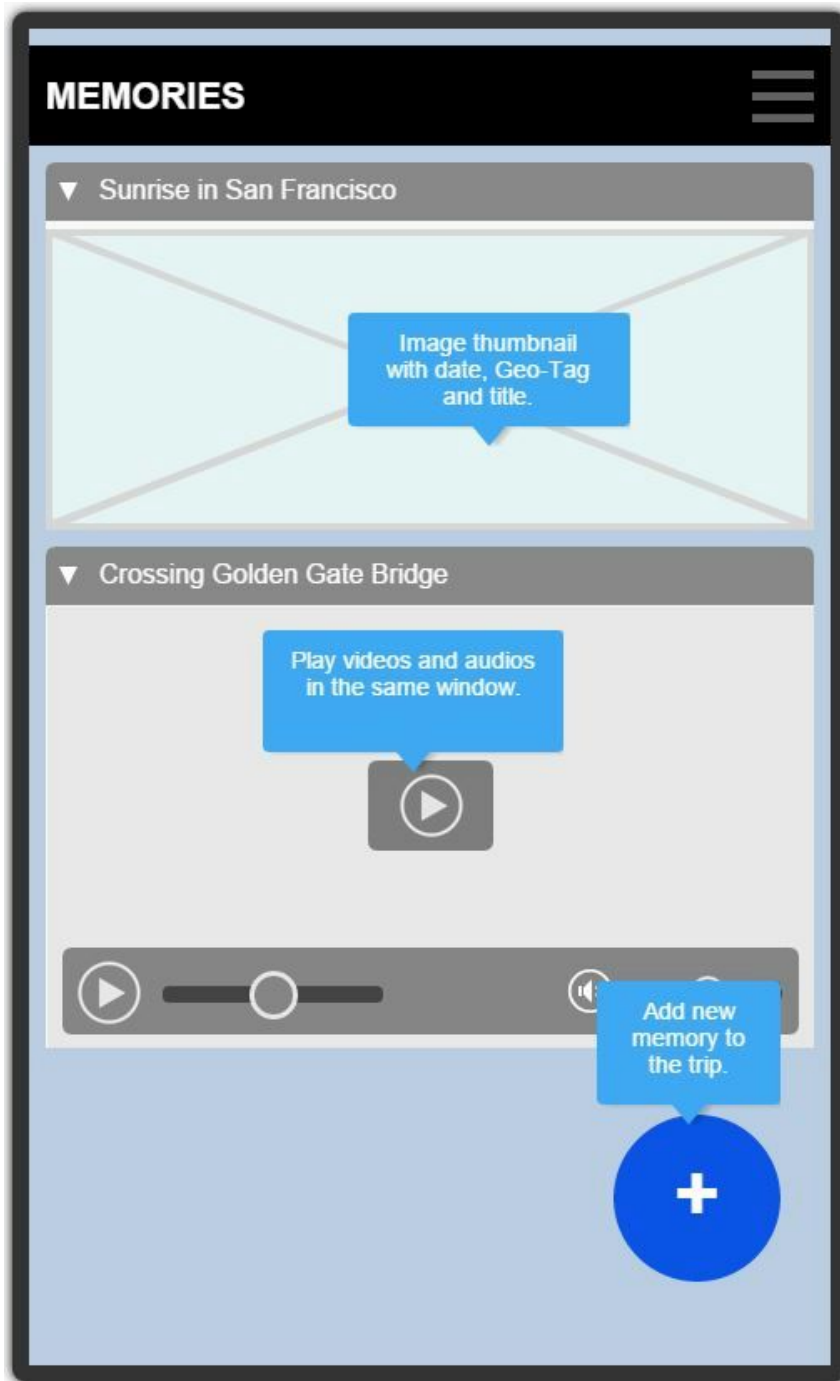 MEMORIES
Sunrise in San Francisco
Image thumbnail
with date, Geo-Tag
and title.
Crossing Golden Gate Bridge
Play videos and audios
in the same window.
Add new
memory to
the trip.